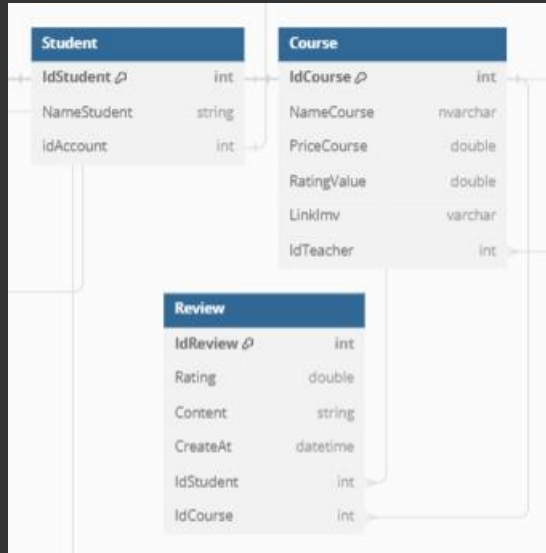 Student
IdStudent int
NameStudent string
idAccount int
Course
IdCourse int
NameCourse nvarchar
PriceCourse double
RatingValue double
LinkImv varchar
IdTeacher int
Review
IdReview int
Rating double
Content string
CreateAt datetime
IdStudent int
IdCourse int